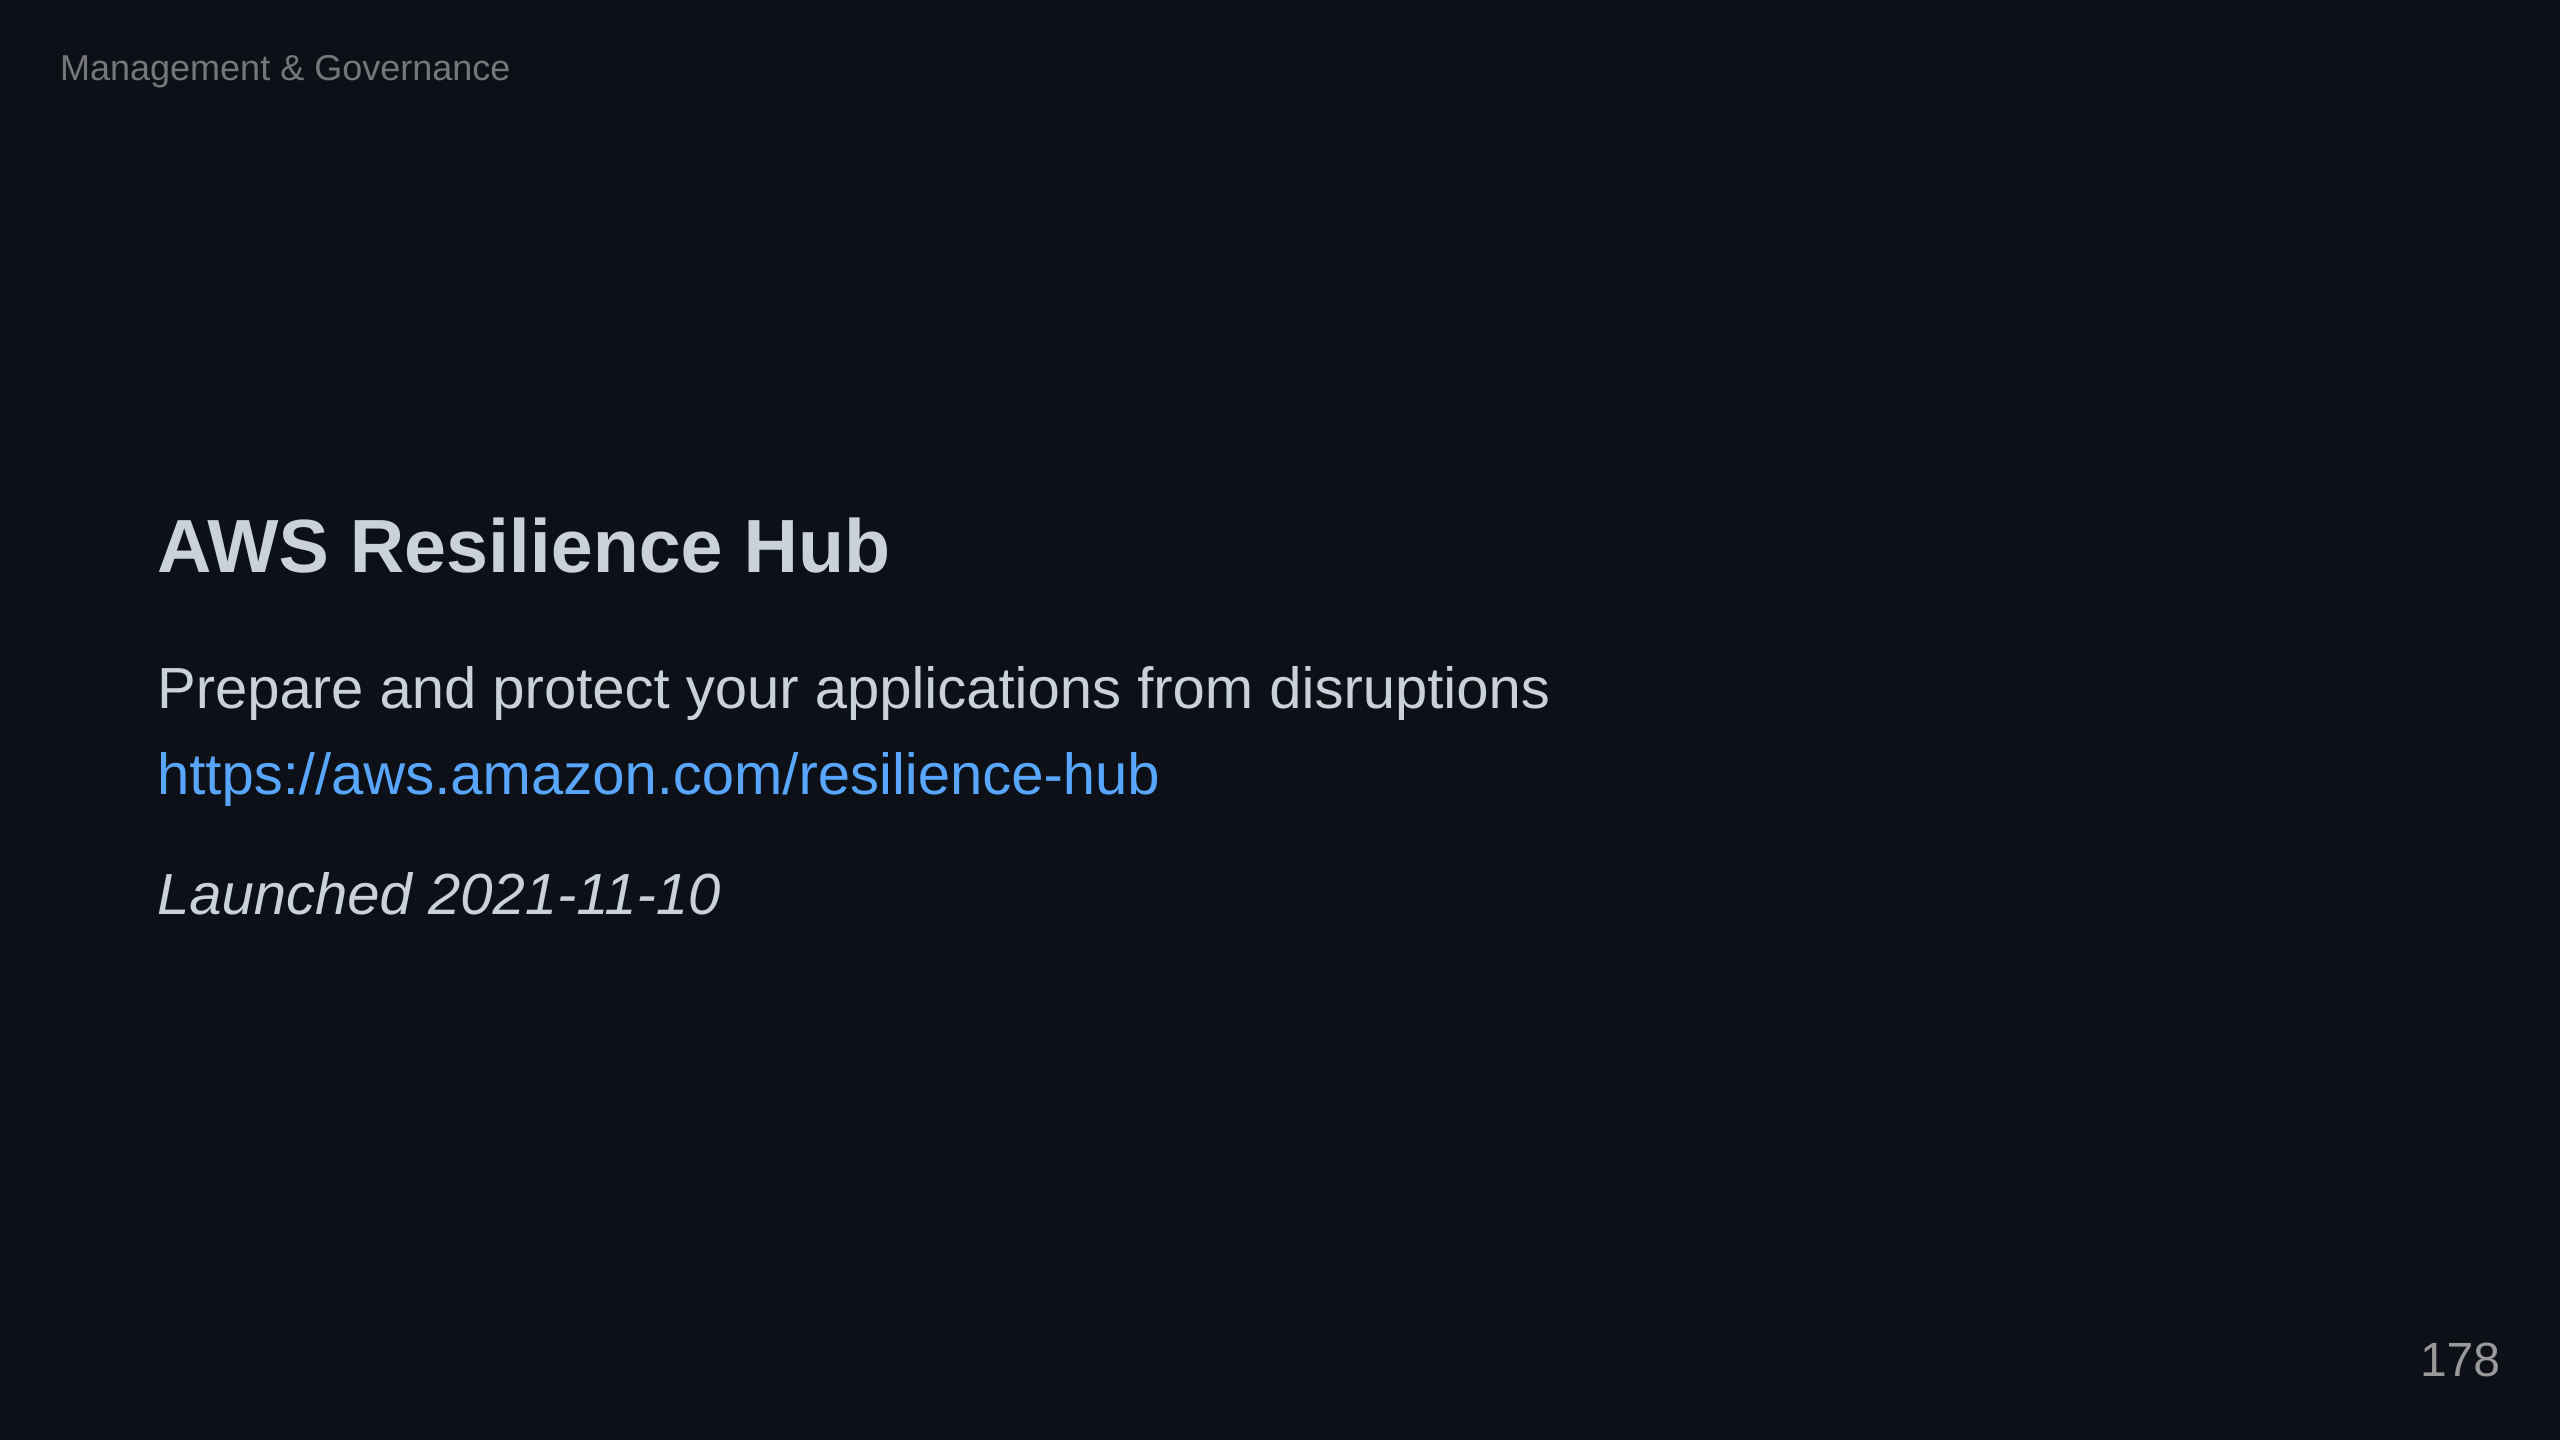 Management & Governance
AWS Resilience Hub
Prepare and protect your applications from disruptions
https://aws.amazon.com/resilience-hub
Launched 2021-11-10
178